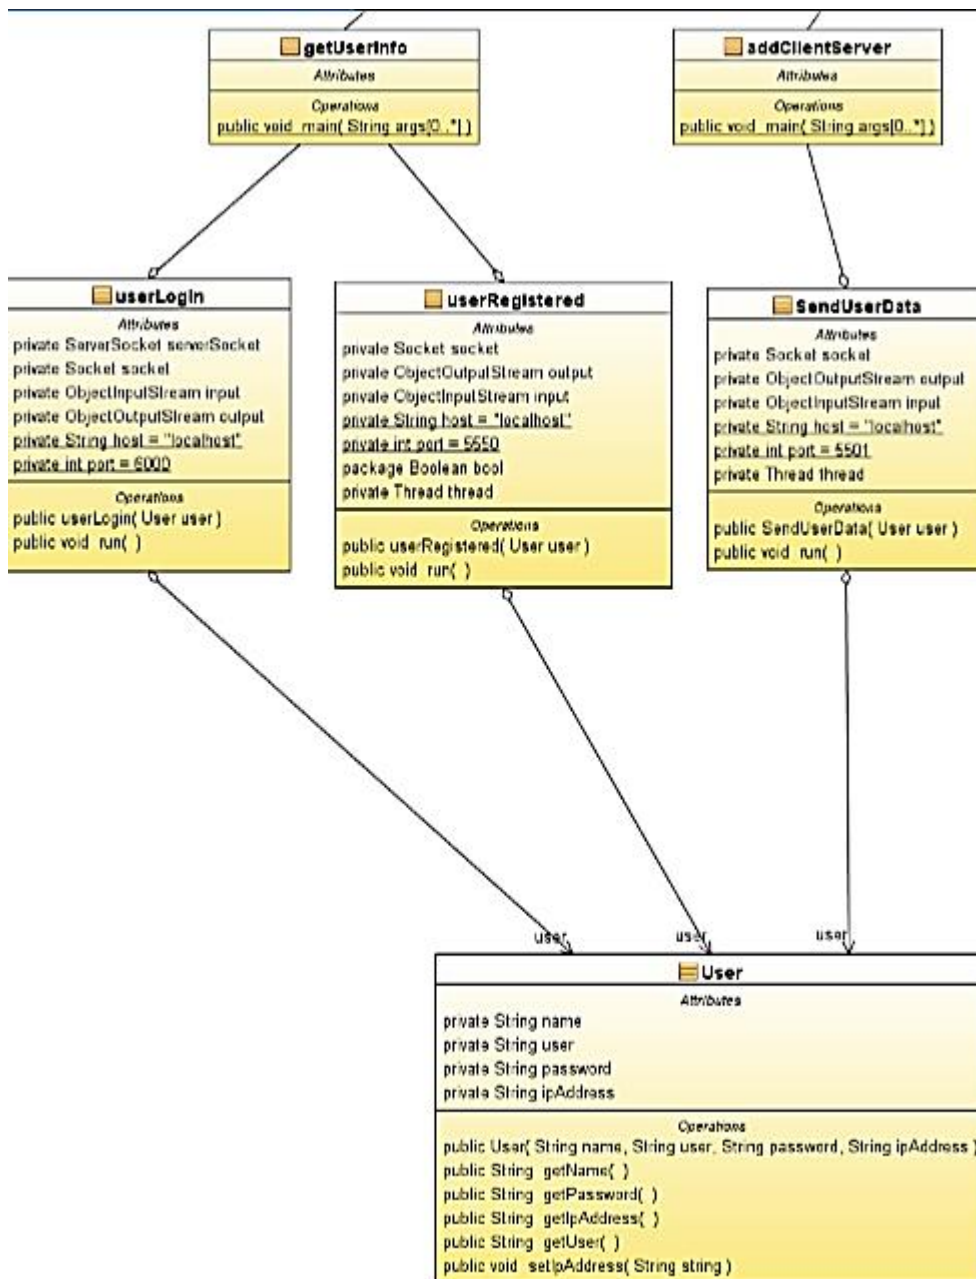 getUserInfo
Attributes
Operations
public void main( String args[0..*] )
addClientServer
Attributes
Operations
public void main( String args[0..*] )
userLogin
Attributes
private ServerSocket serverSocket
private Socket socket
private ObjectInputStream input
private ObjectOutputStream output
private String host = "localhost"
private int port = 6000
Operations
public userLogin( User user )
public void run( )
userRegistered
Attributes
private Socket socket
private ObjectOutputStream output
private ObjectInputStream input
private String host = "localhost"
private int port = 5550
package Boolean bool
private Thread thread
Operations
public userRegistered( User user )
public void run( )
SendUserData
Attributes
private Socket socket
private ObjectOutputStream output
private ObjectInputStream input
private String host = "localhost"
private int port = 5501
private Thread thread
Operations
public SendUserData( User user )
public void run( )
user
user
user
User
Attributes
private String name
private String user
private String password
private String ipAddress
Operations
public User( String name, String user, String password, String ipAddress )
public String getName( )
public String getPassword( )
public String getIpAddress( )
public String getUser( )
public void setIpAddress( String string )